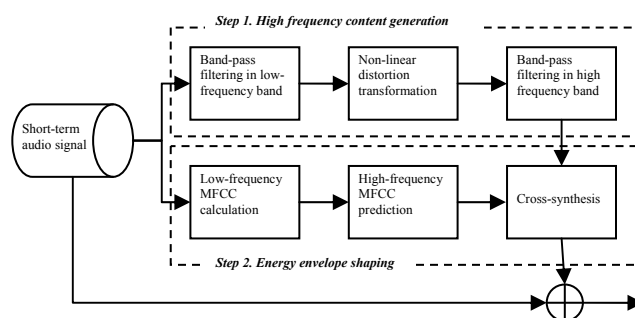 Step 1. High frequency content generation
Band-pass
filtering in low-
frequency band
Non-linear
distortion
transformation
Band-pass
filtering in high
frequency band
Short-term
audio signal
Low-frequency
MFCC
calculation
High-frequency
MFCC
prediction
Cross-synthesis
Step 2. Energy envelope shaping